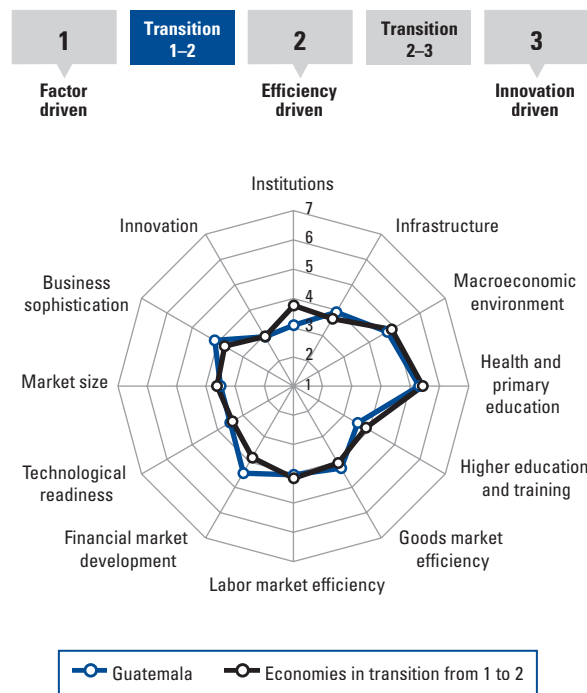 1
Transition
1–2
2
Transition
2–3
3
Factor
driven
Efficiency
driven
Innovation
driven
Institutions
Infrastructure
Macroeconomic
environment
Health and
primary
education
Higher education
and training
Goods market
efficiency
Labor market efficiency
Financial market
development
Technological
readiness
Market size
Business
sophistication
Innovation
7
6
5
4
3
2
1
Guatemala
Economies in transition from 1 to 2